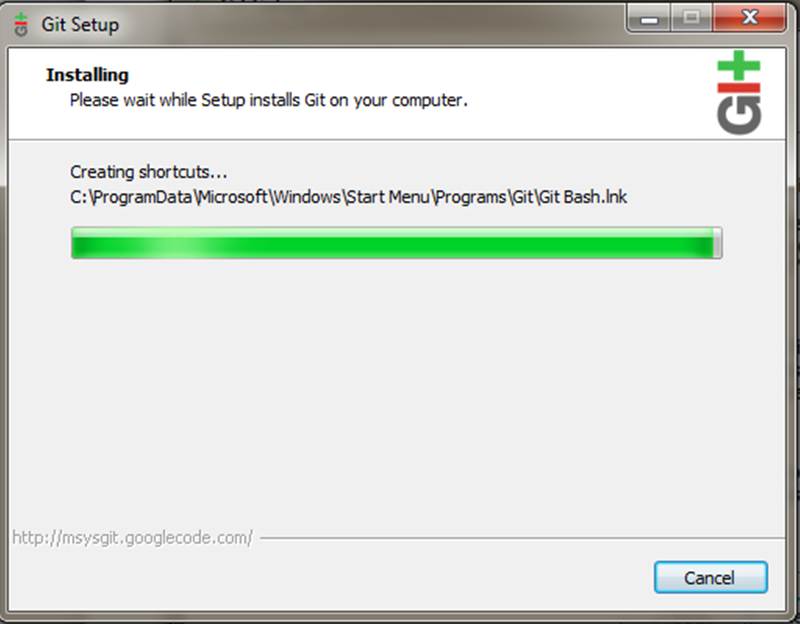 Git Setup
Installing
Please wait while Setup installs Git on your computer.
GIT
Creating shortcuts...
C:\ProgramData\Microsoft\Windows\Start Menu\Programs\Git\Git Bash.lnk
http://msysgit.googlecode.com/
Cancel